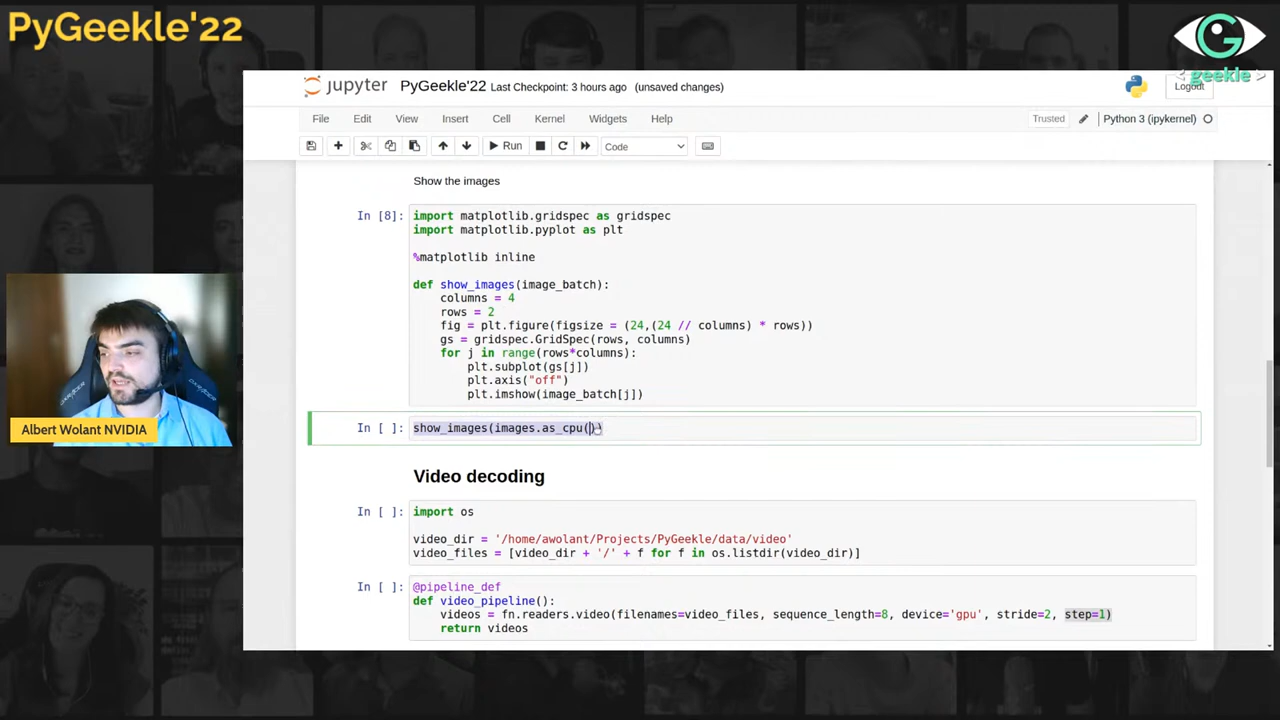 PyGeekle'22
< geekle >
jupyter PyGeekle'22 Last Checkpoint: 3 hours ago (unsaved changes)
Logout
File Edit View Insert Cell Kernel Widgets Help
Trusted
Python 3 (ipykernel)
Run
Code
Show the images
In [8]:
import matplotlib.gridspec as gridspec
import matplotlib.pyplot as plt
%matplotlib inline
def show_images(image_batch):
columns = 4
rows = 2
fig = plt.figure(figsize = (24,(24 // columns) * rows))
gs = gridspec.GridSpec(rows, columns)
for j in range(rows*columns):
plt.subplot(gs[j])
plt.axis("off")
plt.imshow(image_batch[j])
In [ ]:
show_images(images.as_cpu())
Video decoding
In [ ]:
import os
video_dir = '/home/awolant/Projects/PyGeekle/data/video'
video_files = [video_dir + '/' + f for f in os.listdir(video_dir)]
In [ ]:
@pipeline_def
def video_pipeline():
videos = fn.readers.video(filenames=video_files, sequence_length=8, device='gpu', stride=2, step=1)
return videos
Albert Wolant NVIDIA